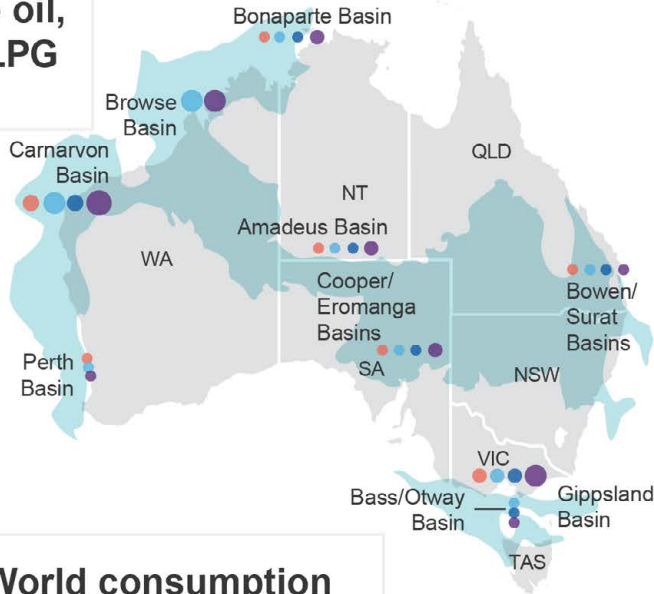 oil,
LPG
Bonaparte Basin
Browse
Basin
Carnarvon
Basin
QLD
NT
Amadeus Basin
WA
Cooper/
Eromanga
Basins
Bowen/
Surat
Basins
Perth
Basin
SA
NSW
VIC
Bass/Otway
Basin
Gippsland
Basin
TAS
World consumption